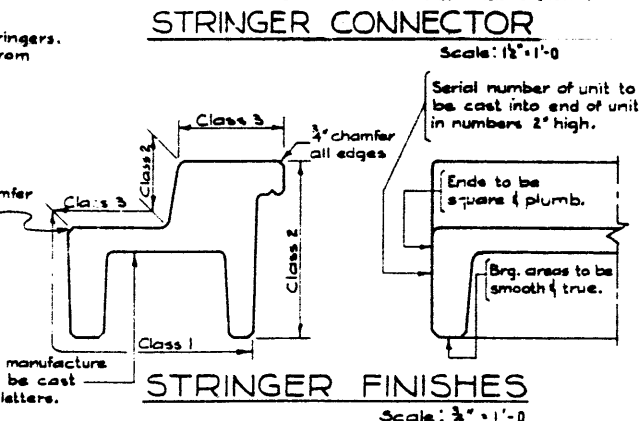 STRINGER CONNECTOR
Scale: 1½" = 1'-0
ringers.
rom
Serial number of unit to
be cast into end of unit
in numbers 2" high.
Class 3
¾" chamfer
all edges
Class 2
Class 3
mfer
Ends to be
square & plumb.
Class 2
Brg. areas to be
smooth & true.
Class 1
manufacture
be cast
letters.
STRINGER FINISHES
Scale: ⅜" = 1'-0